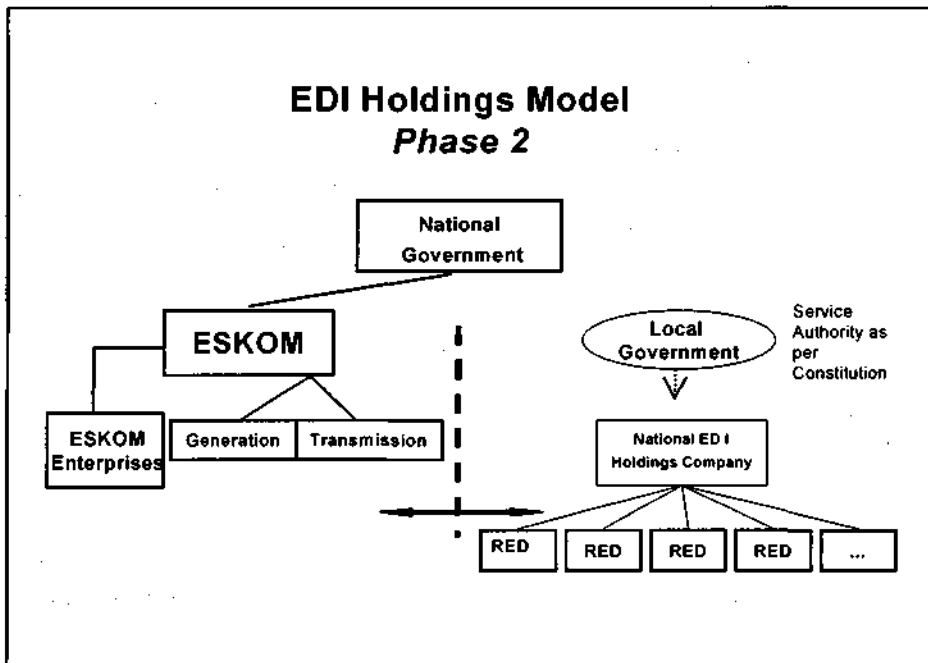 EDI Holdings Model
Phase 2
National
Government
ESKOM
Local
Government
Service
Authority as
per
Constitution
ESKOM
Enterprises
Generation
Transmission
National ED I
Holdings Company
RED
RED
RED
RED
...